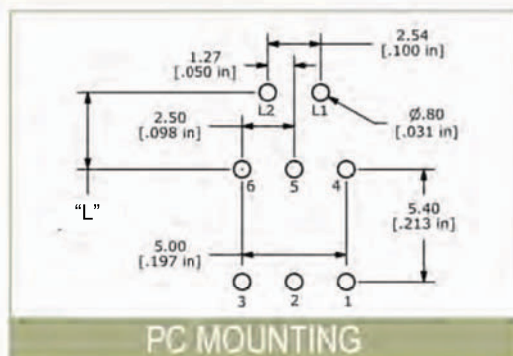 2.54
[.100 in]
1.27
[.050 in]
L2
L1
2.50
[.098 in]
Ø.80
[.031 in]
6
5
4
“L”
5.40
[.213 in]
5.00
[.197 in]
3
2
1
PC MOUNTING